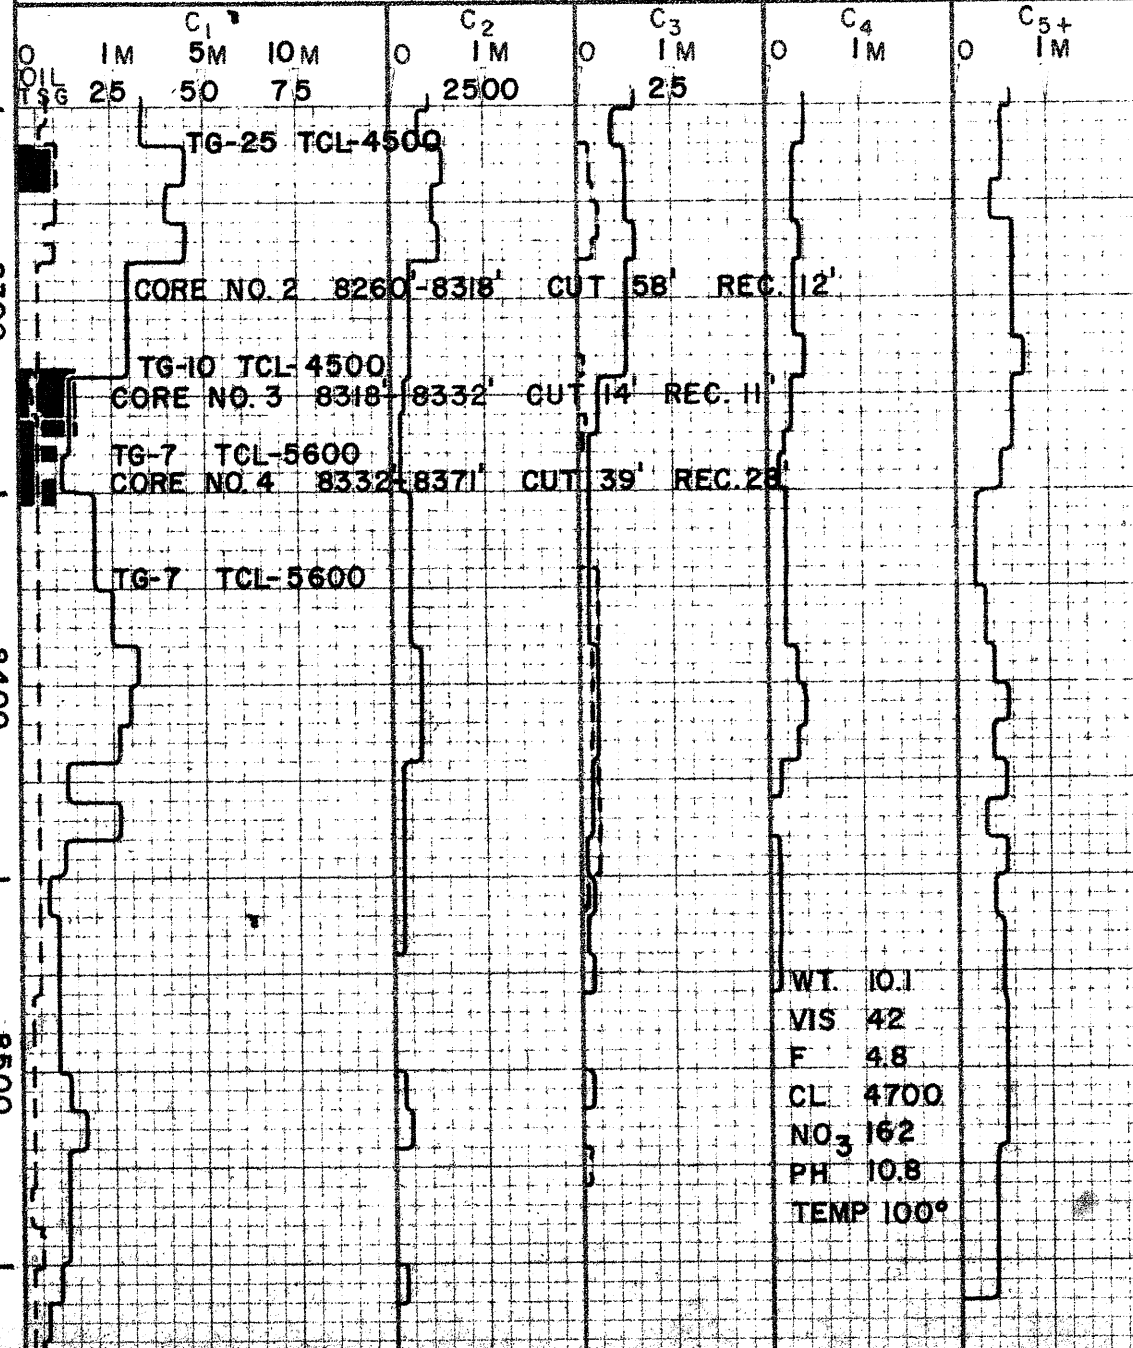 C1 C2 C3 C4 C5+
0 1M 5M 10M 0 1M 0 1M 0 1M 0 1M
OIL
TSG 25 50 75 2500 25
TG-25 TCL-4500
CORE NO. 2 8260'-8318' CUT 58' REC. 12'
TG-10 TCL-4500
CORE NO. 3 8318'-8332' CUT 14' REC. 11'
TG-7 TCL-5600
CORE NO. 4 8332'-8371' CUT 39' REC. 28'
TG-7 TCL-5600
8400
WT. 10.1
VIS 42
F 4.8
8500
CL 4700
NO3 162
PH 10.8
TEMP 100°